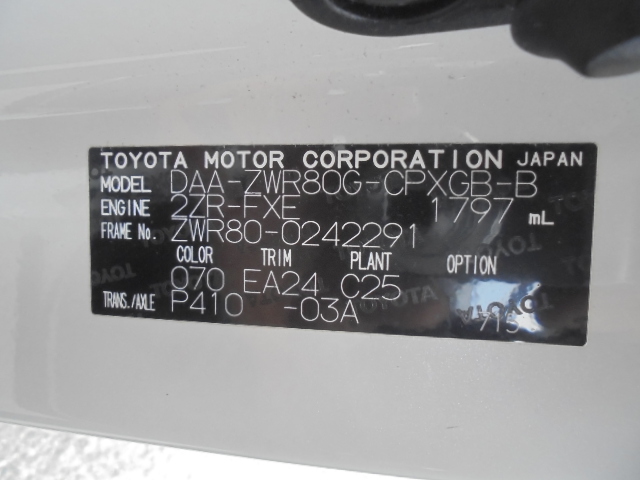 TOYOTA MOTOR CORPORATION JAPAN
MODEL DAA-ZWR80G-CPXGB-B
ENGINE 2ZR-FXE 1797 mL
FRAME No. ZWR80-0242291
COLOR TRIM PLANT OPTION
070 EA24 C25
TRANS./AXLE P410 -03A
TOYOTA